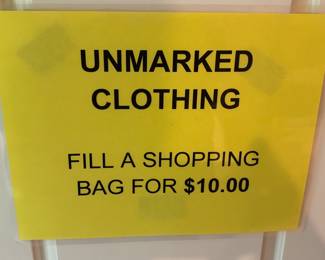 UNMARKED
CLOTHING
FILL A SHOPPING
BAG FOR $10.00